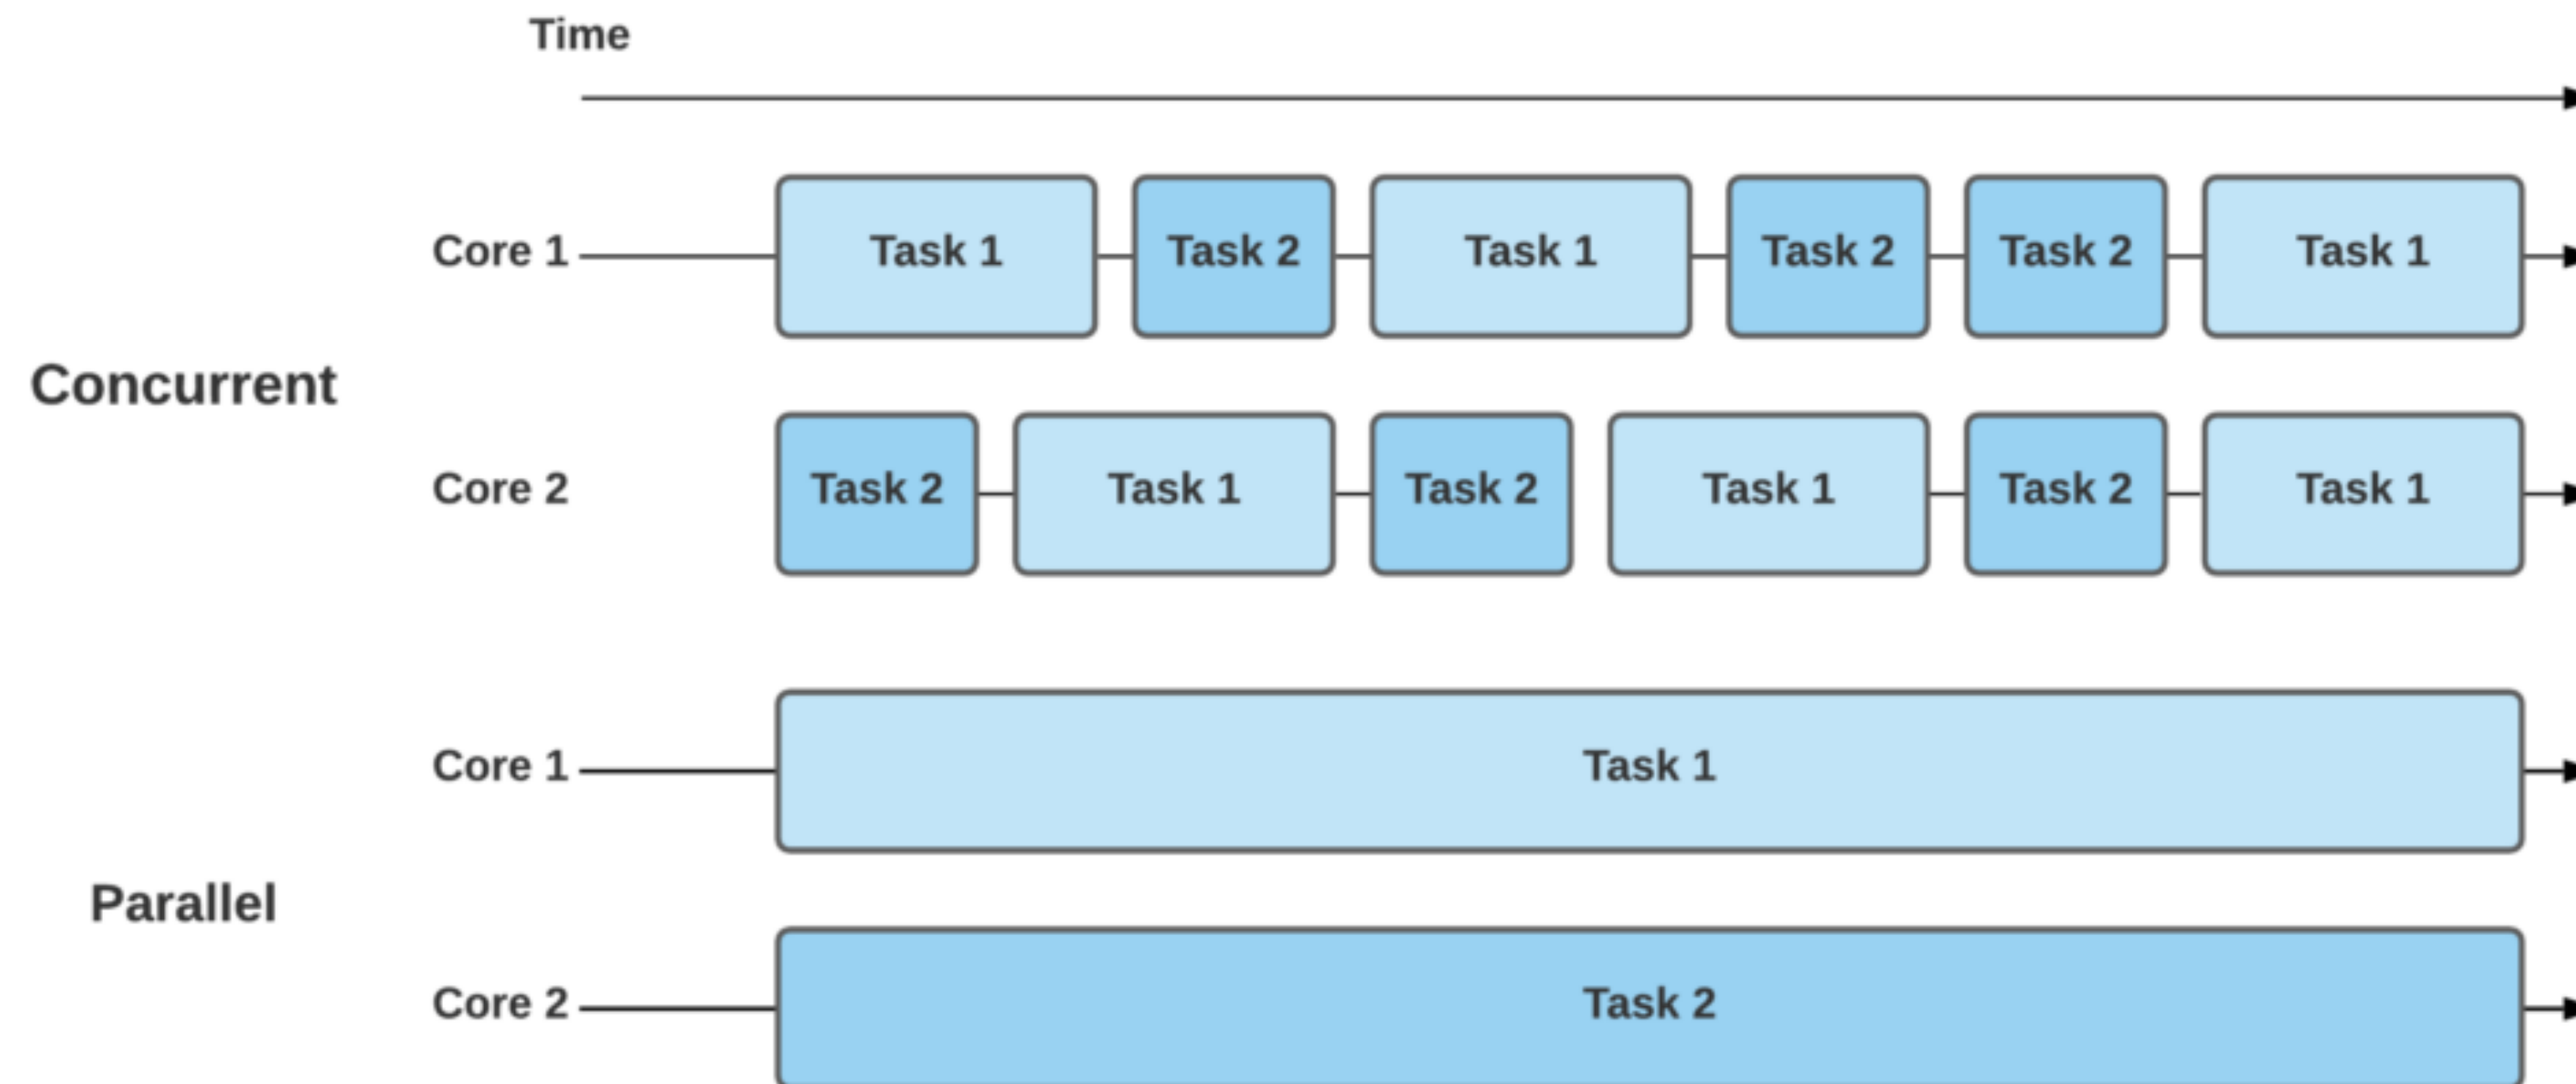 Time
Core 1 Task 1 Task 2 Task 1 Task 2 Task 2 Task 1
Concurrent
Core 2 Task 2 Task 1 Task 2 Task 1 Task 2 Task 1
Core 1 Task 1
Parallel
Core 2 Task 2